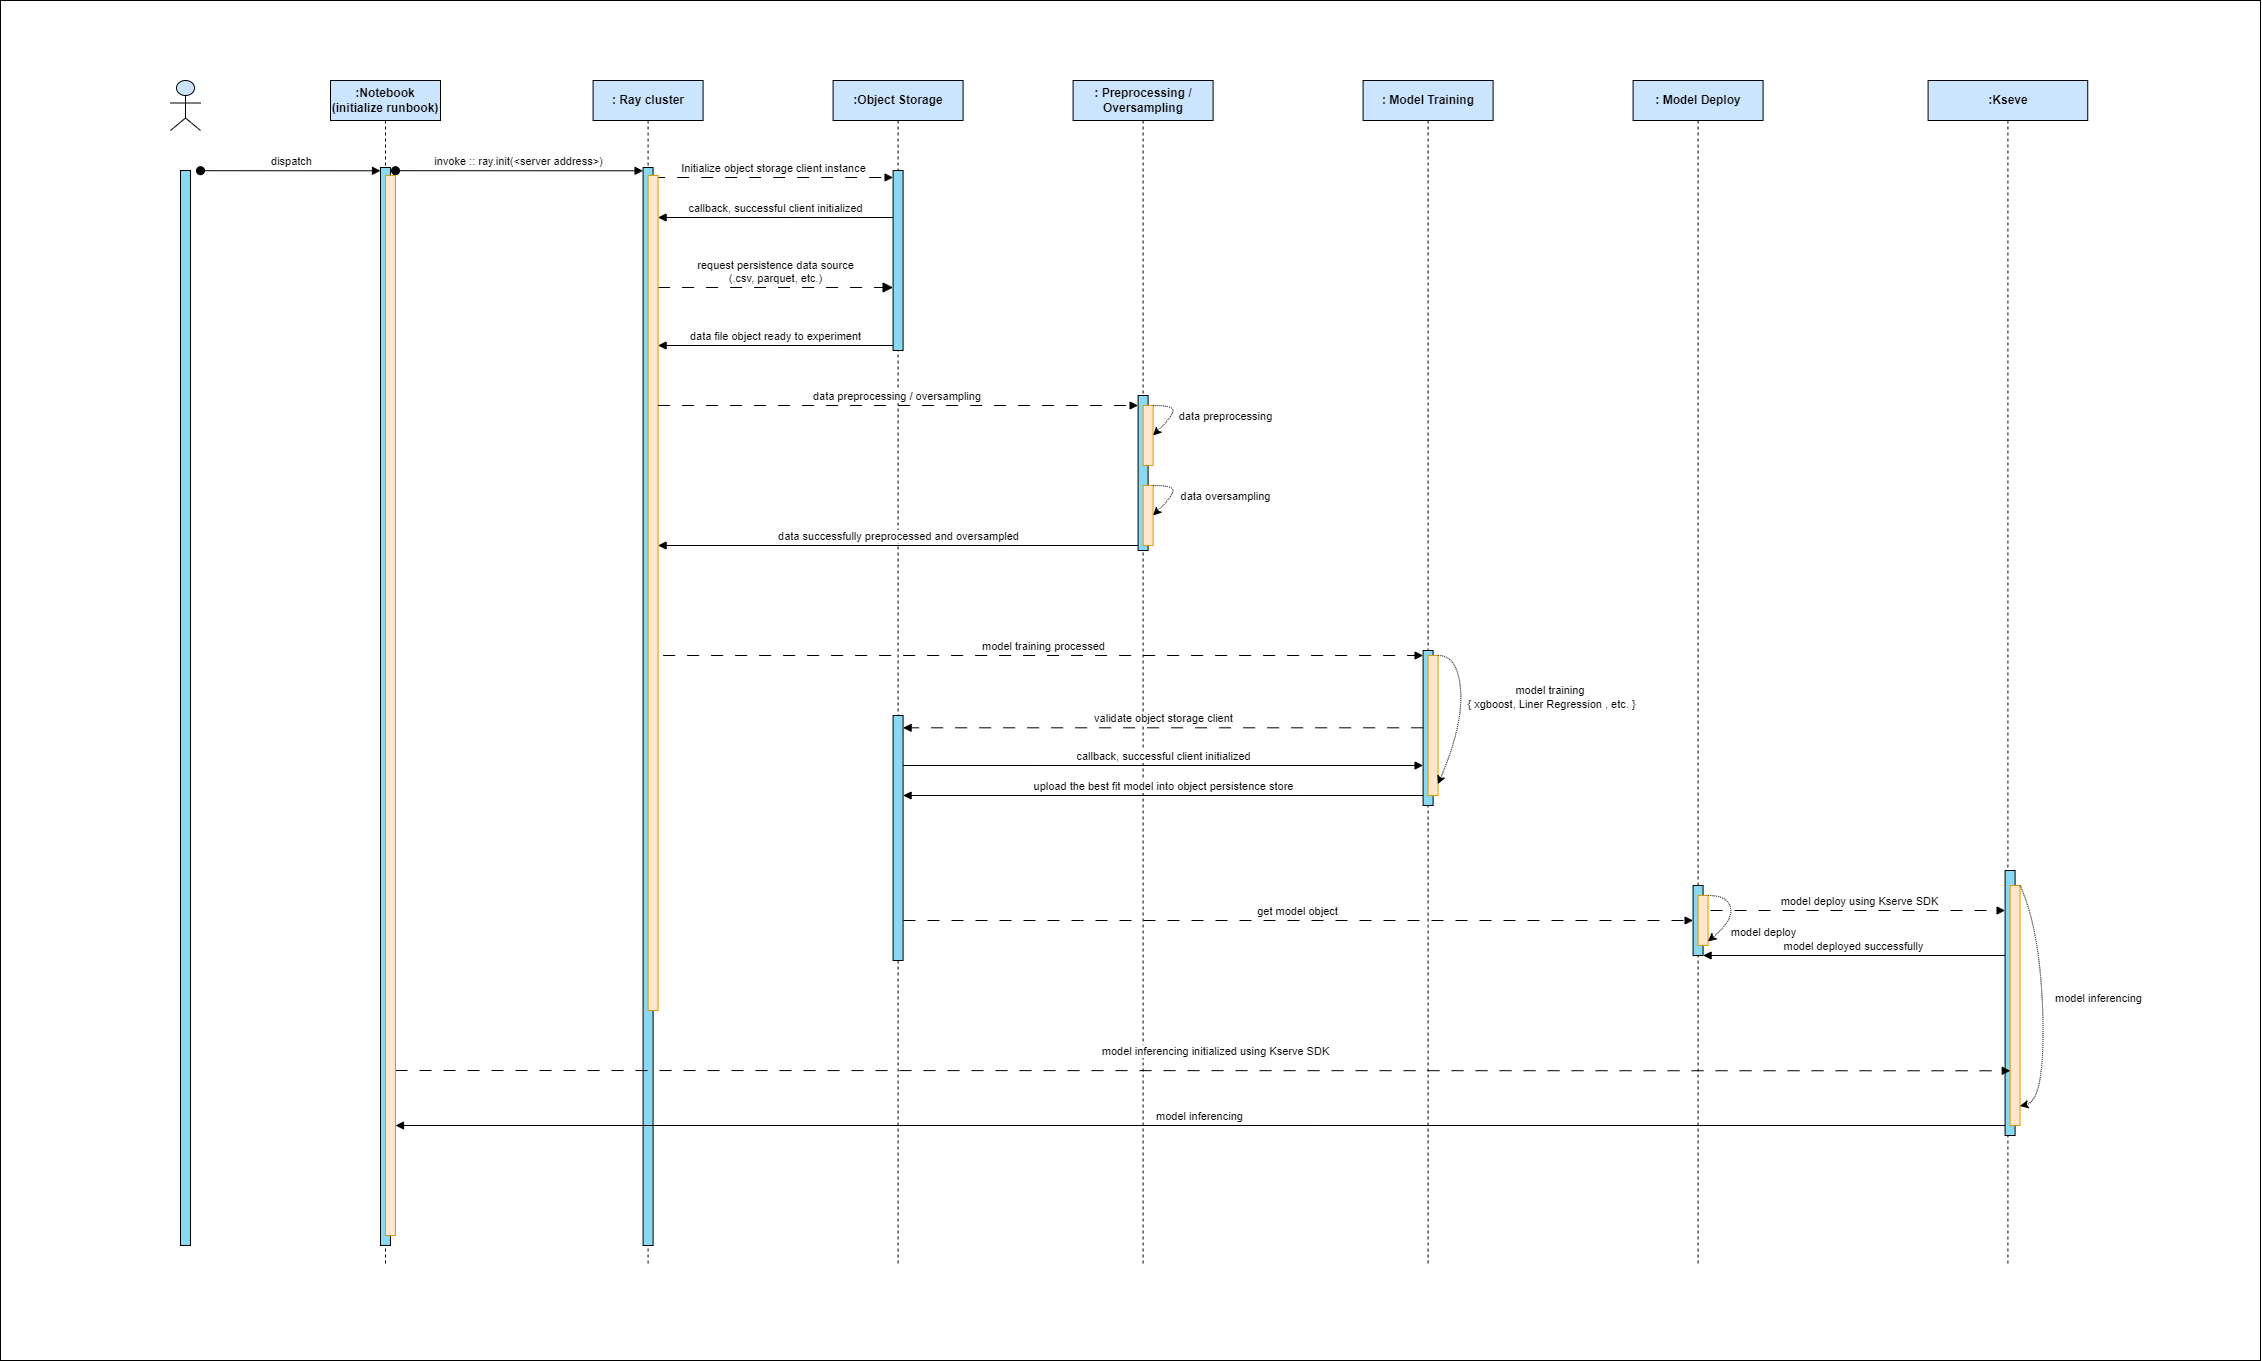 :Notebook
(initialize runbook)
: Ray cluster
:Object Storage
: Preprocessing /
Oversampling
: Model Training
: Model Deploy
:Kseve
dispatch
invoke :: ray.init(<server address>)
Initialize object storage client instance
callback, successful client initialized
request persistence data source
(.csv, parquet, etc.)
data file object ready to experiment
data preprocessing / oversampling
data preprocessing
data oversampling
data successfully preprocessed and oversampled
model training processed
model training
{ xgboost, Liner Regression , etc. }
validate object storage client
callback, successful client initialized
upload the best fit model into object persistence store
get model object
model deploy using Kserve SDK
model deploy
model deployed successfully
model inferencing
model inferencing initialized using Kserve SDK
model inferencing